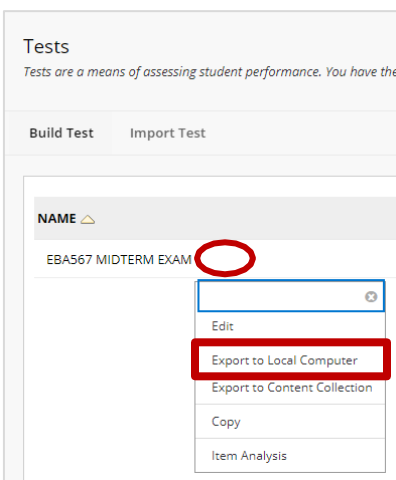 Tests
Tests are a means of assessing student performance. You have the
Build Test Import Test
NAME
EBA567 MIDTERM EXAM
Edit
Export to Local Computer
Export to Content Collection
Copy
Item Analysis